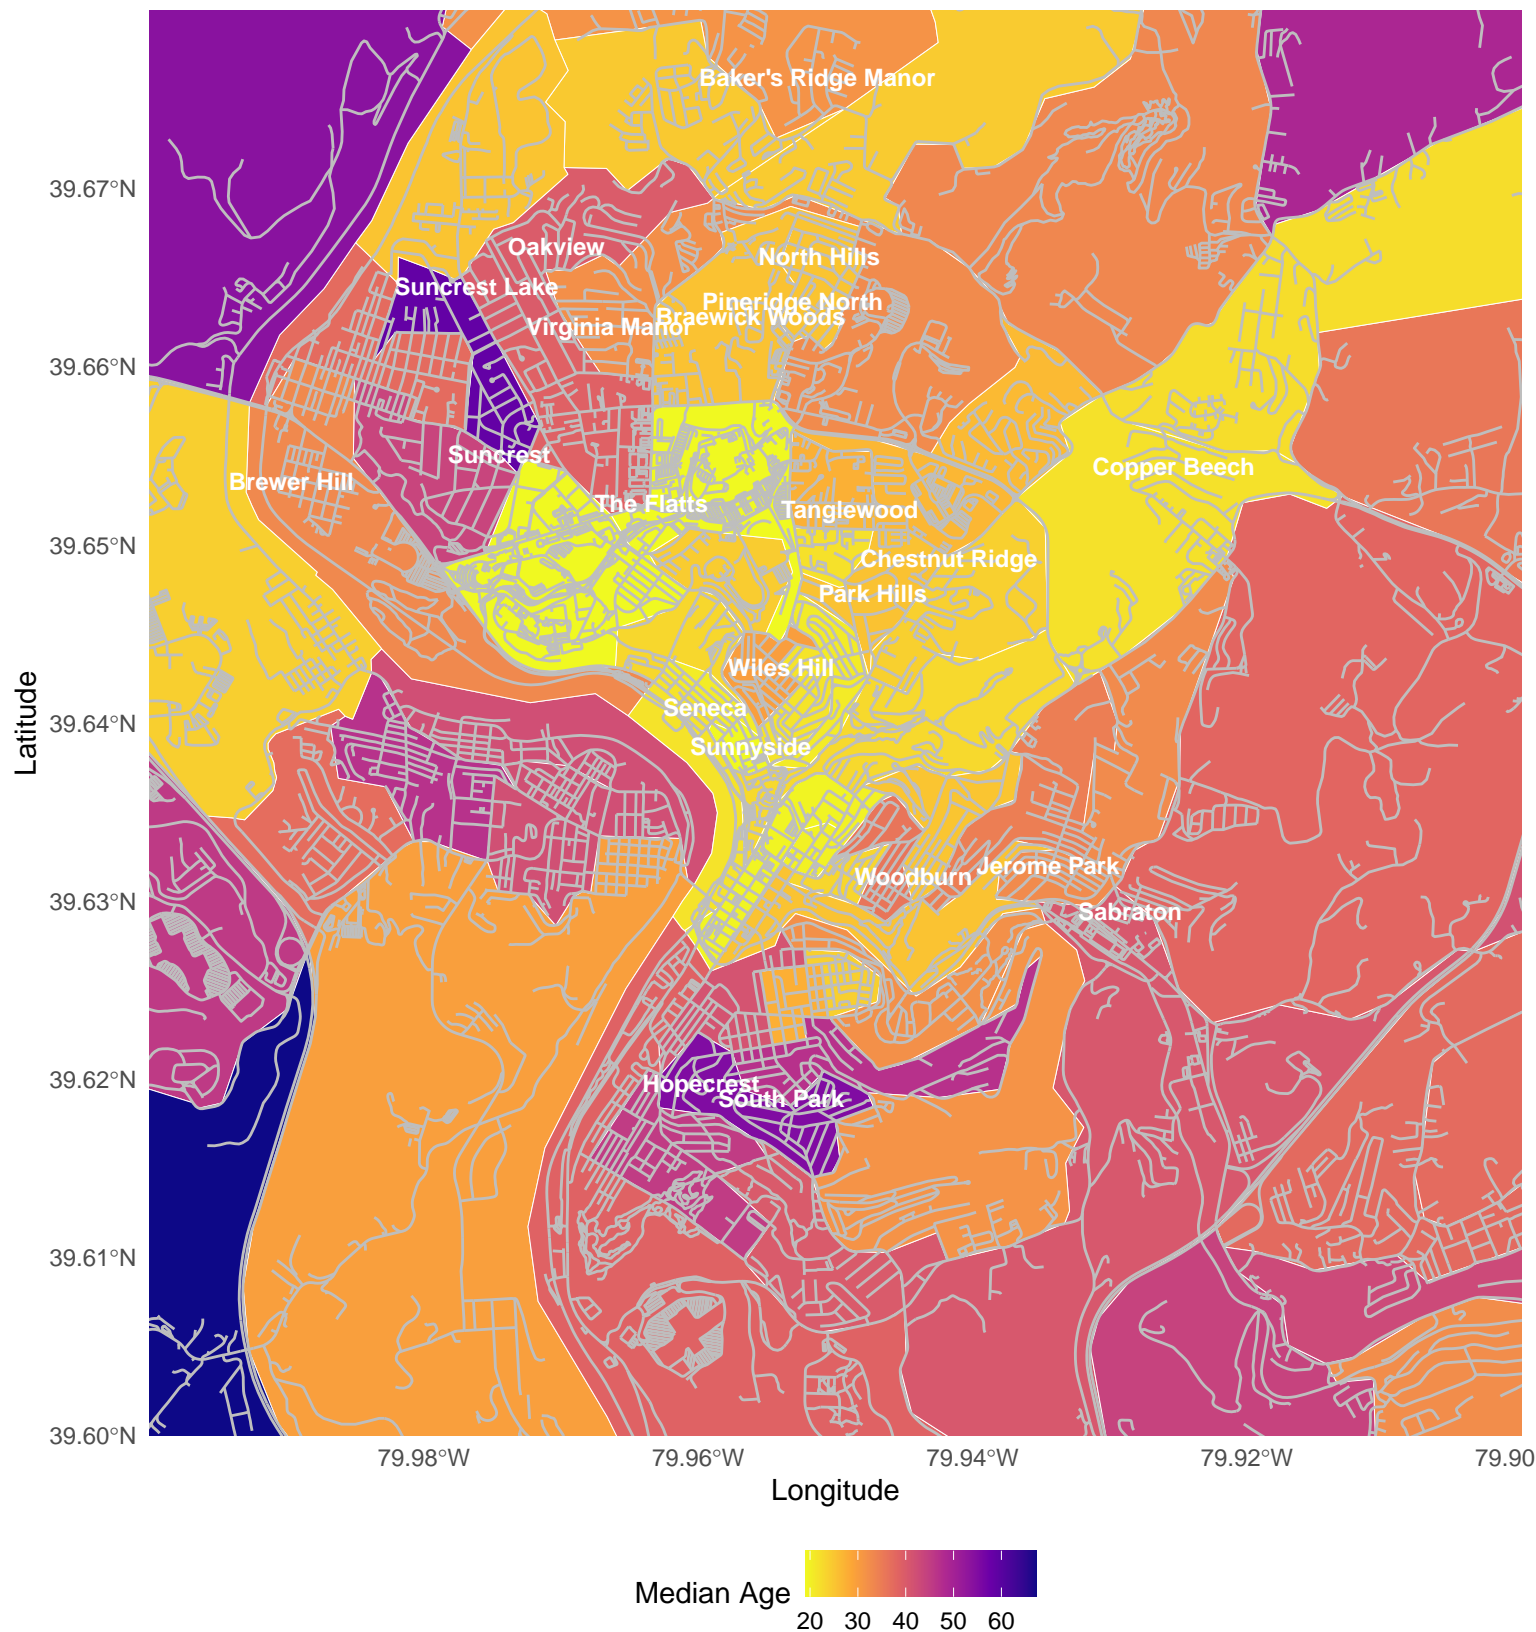 Baker's Ridge Manor
39.67°N
Oakview
North Hills
Suncrest Lake
Pineridge North
Braewick Woods
Virginia Manor
39.66°N
Suncrest
Copper Beech
Brewer Hill
The Flatts
Tanglewood
39.65°N
Chestnut Ridge
Park Hills
Wiles Hill
Seneca
39.64°N
Sunnyside
Latitude
Jerome Park
Woodburn
39.63°N
Sabraton
39.62°N
Hopecrest
South Park
39.61°N
39.60°N
79.98°W
79.96°W
79.94°W
79.92°W
79.90
Longitude
Median Age
20 30 40 50 60